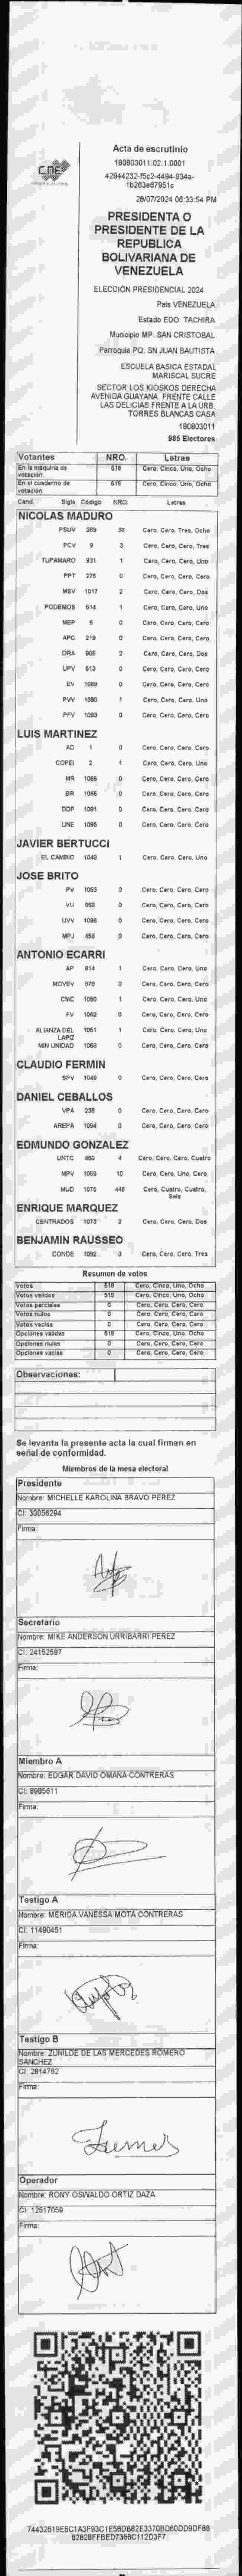 CNE
Acta de escrutinio
180803011.02.1.0001
42944232-f5c2-4494-934a-
1b263e67951c
28/07/2024 06:33:54 PM
PRESIDENTA O
PRESIDENTE DE LA
REPUBLICA
BOLIVARIANA DE
VENEZUELA
ELECCIÓN PRESIDENCIAL 2024
Pais VENEZUELA
Estado EDO. TACHIRA
Municipio MP. SAN CRISTOBAL
Parroquia PQ. SN JUAN BAUTISTA
ESCUELA BASICA ESTADAL
MARISCAL SUCRE
SECTOR LOS KIOSKOS DERECHA
AVENIDA GUAYANA. FRENTE CALLE
LAS DELICIAS FRENTE A LA URB.
TORRES BLANCAS CASA
180803011
985 Electores
Votantes NRO. Letras
En la máquina de votación: 518 Cero, Cinco, Uno, Ocho
En el cuaderno de votación: 518 Cero, Cinco, Uno, Ocho
Cand. Sigla Código NRO. Letras
NICOLAS MADURO
PSUV 269 38 Cero, Cero, Tres, Ocho
PCV 9 3 Cero, Cero, Cero, Tres
TUPAMARO 931 1 Cero, Cero, Cero, Uno
PPT 276 0 Cero, Cero, Cero, Cero
MSV 1017 2 Cero, Cero, Cero, Dos
PODEMOS 514 1 Cero, Cero, Cero, Uno
MEP 6 0 Cero, Cero, Cero, Cero
APC 219 0 Cero, Cero, Cero, Cero
ORA 906 2 Cero, Cero, Cero, Dos
UPV 513 0 Cero, Cero, Cero, Cero
EV 1089 0 Cero, Cero, Cero, Cero
PVV 1090 1 Cero, Cero, Cero, Uno
PFV 1093 0 Cero, Cero, Cero, Cero
LUIS MARTINEZ
AD 1 0 Cero, Cero, Cero, Cero
COPEI 2 1 Cero, Cero, Cero, Uno
MR 1066 0 Cero, Cero, Cero, Cero
BR 1068 0 Cero, Cero, Cero, Cero
DDP 1091 0 Cero, Cero, Cero, Cero
UNE 1095 0 Cero, Cero, Cero, Cero
JAVIER BERTUCCI
EL CAMBIO 1048 1 Cero, Cero, Cero, Uno
JOSE BRITO
PV 1053 0 Cero, Cero, Cero, Cero
VU 668 0 Cero, Cero, Cero, Cero
UVV 1096 0 Cero, Cero, Cero, Cero
MPJ 458 0 Cero, Cero, Cero, Cero
ANTONIO ECARRI
AP 914 1 Cero, Cero, Cero, Uno
MOVEV 978 0 Cero, Cero, Cero, Cero
CMC 1050 1 Cero, Cero, Cero, Uno
FV 1062 0 Cero, Cero, Cero, Cero
ALIANZA DEL LAPIZ 1061 1 Cero, Cero, Cero, Uno
MIN UNIDAD 1058 0 Cero, Cero, Cero, Cero
CLAUDIO FERMIN
SPV 1049 0 Cero, Cero, Cero, Cero
DANIEL CEBALLOS
VPA 236 0 Cero, Cero, Cero, Cero
AREPA 1094 0 Cero, Cero, Cero, Cero
EDMUNDO GONZALEZ
UNTC 460 4 Cero, Cero, Cero, Cuatro
MPV 1069 10 Cero, Cero, Uno, Cero
MUD 1076 446 Cero, Cuatro, Cuatro,
Seis
ENRIQUE MARQUEZ
CENTRADOS 1073 2 Cero, Cero, Cero, Dos
BENJAMIN RAUSSEO
CONDE 1092 3 Cero, Cero, Cero, Tres
Resumen de votos
Votos 518 Cero, Cinco, Uno, Ocho
Votos validos 518 Cero, Cinco, Uno, Ocho
Votos parciales 0 Cero, Cero, Cero, Cero
Votos nulos 0 Cero, Cero, Cero, Cero
Votos vacíos 0 Cero, Cero, Cero, Cero
Opciones validas 518 Cero, Cinco, Uno, Ocho
Opciones nulas 0 Cero, Cero, Cero, Cero
Opciones vacias 0 Cero, Cero, Cero, Cero
Observaciones:
Se levanta la presente acta la cual firman en
señal de conformidad.
Miembros de la mesa electoral
Presidente
Nombre: MICHELLE KAROLINA BRAVO PEREZ
CI: 30056284
Firma:
Secretario
Nombre: MIKE ANDERSON URRIBARRI PEREZ
CI: 24152597
Firma:
Miembro A
Nombre: EDGAR DAVID OMAÑA CONTRERAS
CI: 8985611
Firma:
Testigo A
Nombre: MERIDA VANESSA MOTA CONTRERAS
CI: 11490451
Firma:
Testigo B
Nombre: ZUNILDE DE LAS MERCEDES ROMERO
SANCHEZ
CI: 2814762
Firma:
Operador
Nombre: RONY OSWALDO ORTIZ DAZA
CI: 12517059
Firma: